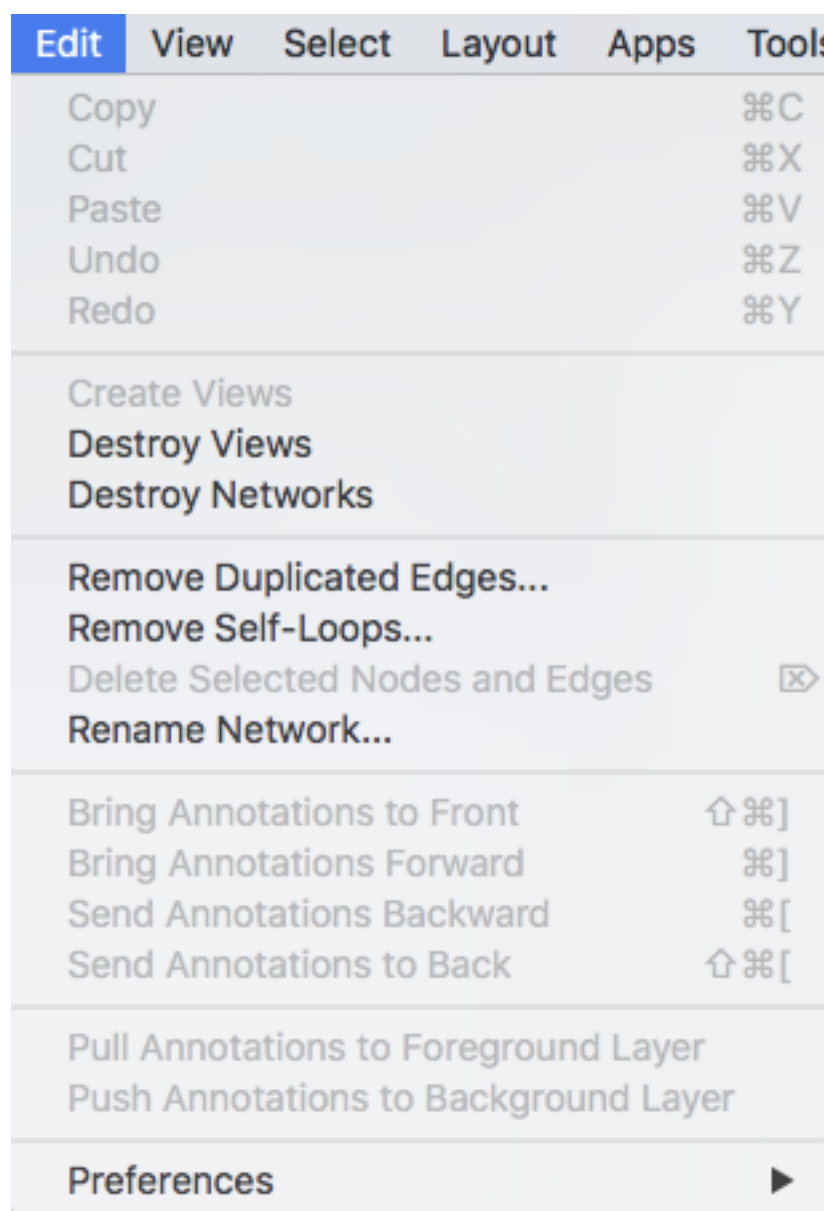 Edit View Select Layout Apps Tools
Copy ⌘C
Cut ⌘X
Paste ⌘V
Undo ⌘Z
Redo ⌘Y
Create Views
Destroy Views
Destroy Networks
Remove Duplicated Edges...
Remove Self-Loops...
Delete Selected Nodes and Edges ⌦
Rename Network...
Bring Annotations to Front ⇧⌘]
Bring Annotations Forward ⌘]
Send Annotations Backward ⌘[
Send Annotations to Back ⇧⌘[
Pull Annotations to Foreground Layer
Push Annotations to Background Layer
Preferences ▶